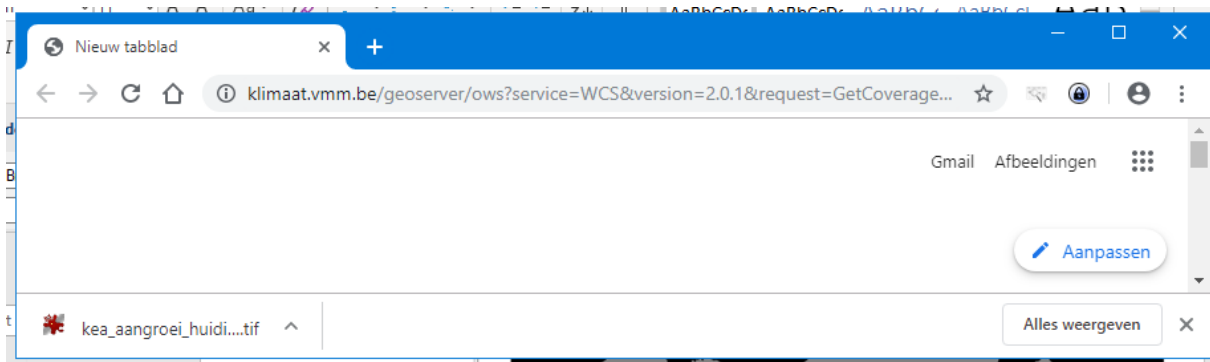 Nieuw tabblad
klimaat.vmm.be/geoserver/ows?service=WCS&version=2.0.1&request=GetCoverage...
Gmail Afbeeldingen
Aanpassen
kea_aangroei_huidi....tif
Alles weergeven